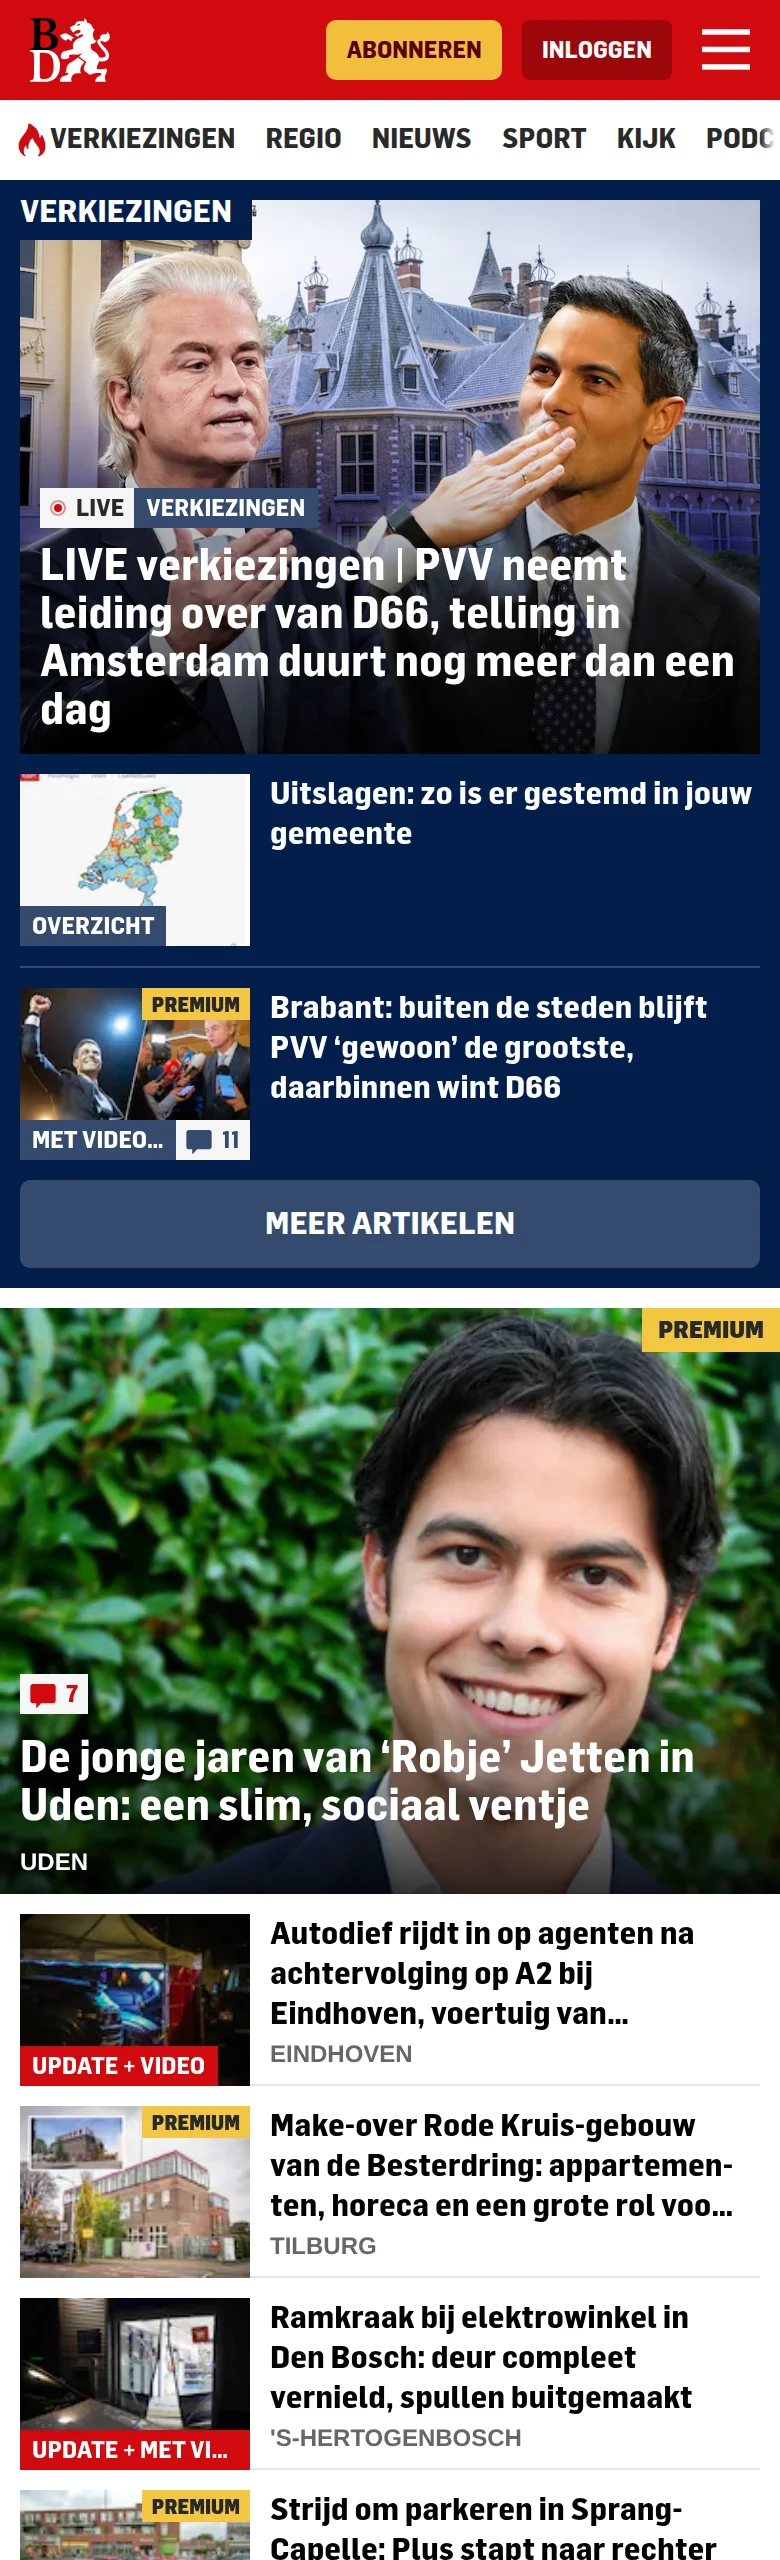 BD
ABONNEREN
INLOGGEN
VERKIEZINGEN
REGIO
NIEUWS
SPORT
KIJK
PODC
VERKIEZINGEN
LIVE
VERKIEZINGEN
LIVE verkiezingen | PVV neemt
leiding over van D66, telling in
Amsterdam duurt nog meer dan een
dag
OVERZICHT
Uitslagen: zo is er gestemd in jouw
gemeente
PREMIUM
MET VIDEO...
11
Brabant: buiten de steden blijft
PVV ‘gewoon’ de grootste,
daarbinnen wint D66
MEER ARTIKELEN
PREMIUM
7
De jonge jaren van ‘Robje’ Jetten in
Uden: een slim, sociaal ventje
UDEN
UPDATE + VIDEO
Autodief rijdt in op agenten na
achtervolging op A2 bij
Eindhoven, voertuig van...
EINDHOVEN
PREMIUM
Make-over Rode Kruis-gebouw
van de Besterdring: appartemen-
ten, horeca en een grote rol voo...
TILBURG
UPDATE + MET VI...
Ramkraak bij elektrowinkel in
Den Bosch: deur compleet
vernield, spullen buitgemaakt
'S-HERTOGENBOSCH
PREMIUM
Strijd om parkeren in Sprang-
Capelle: Plus stapt naar rechter